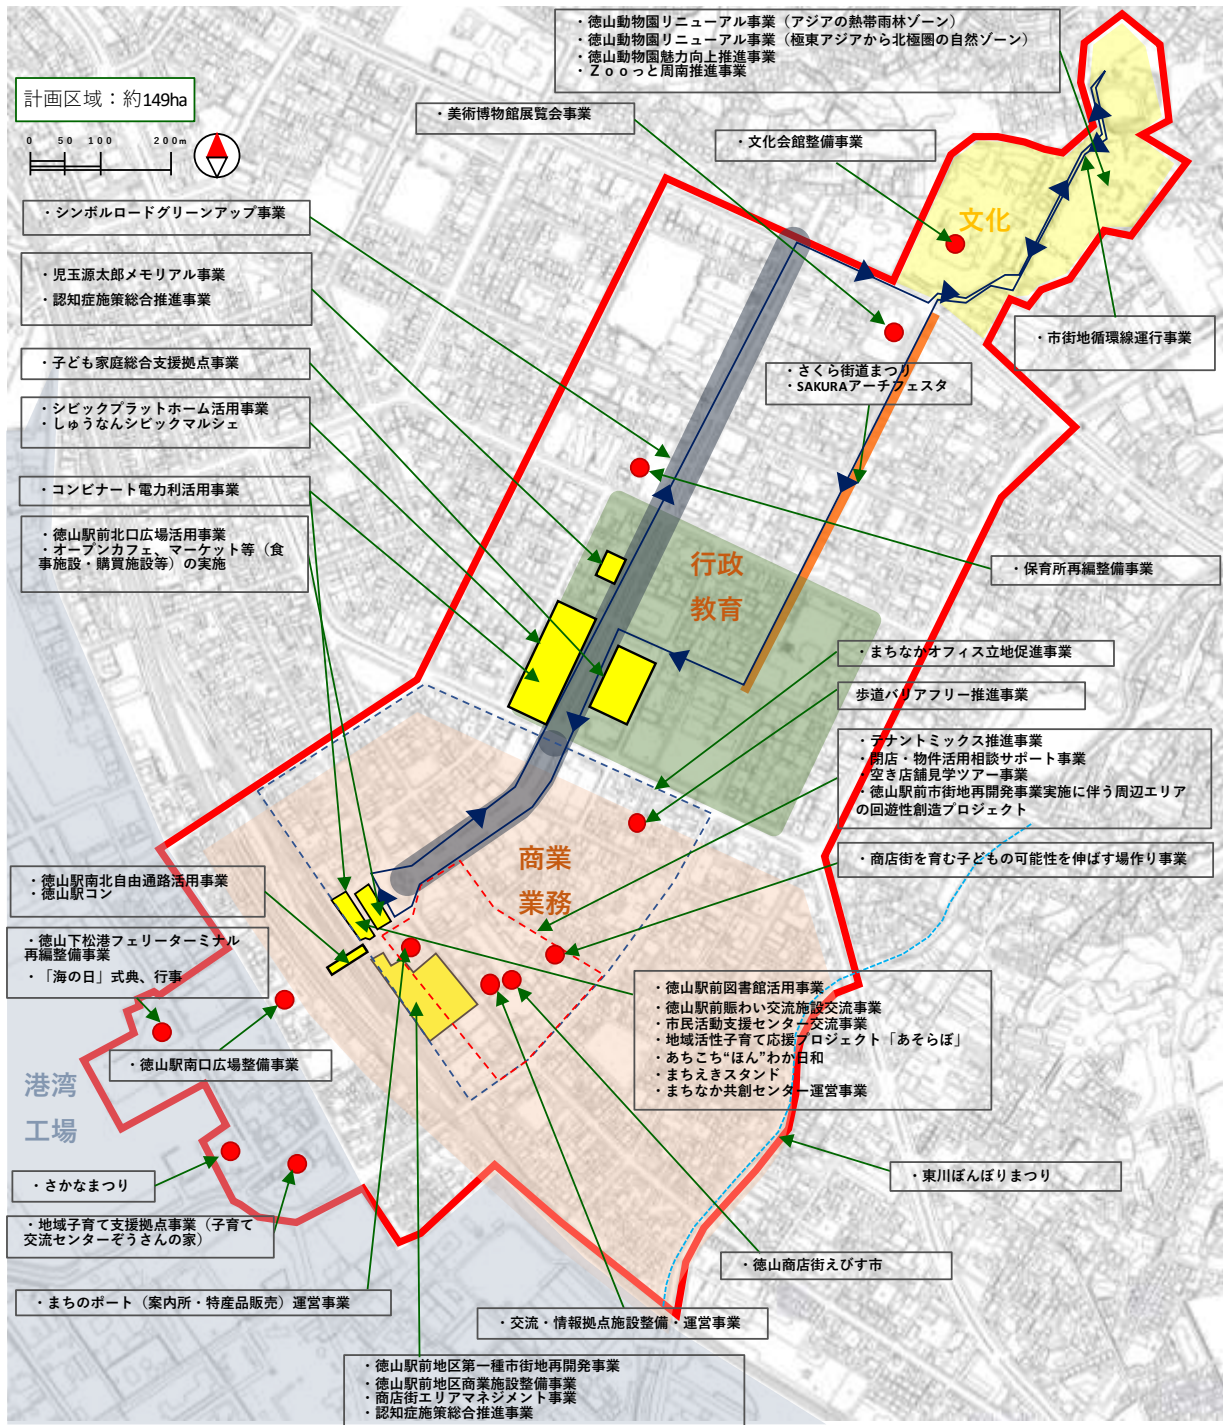 ・徳山動物園リニューアル事業（アジアの熱帯雨林ゾーン）
・徳山動物園リニューアル事業（極東アジアから北極圏の自然ゾーン）
・徳山動物園魅力向上推進事業
・Ｚｏｏっと周南推進事業
計画区域：約149ha
0 50 100 200m
・美術博物館展覧会事業
・文化会館整備事業
・シンボルロードグリーンアップ事業
文化
・児玉源太郎メモリアル事業
・認知症施策総合推進事業
・市街地循環線運行事業
・子ども家庭総合支援拠点事業
・さくら街道まつり
・SAKURAアーチフェスタ
・シビックプラットホーム活用事業
・しゅうなんシビックマルシェ
・コンビナート電力利活用事業
・徳山駅前北口広場活用事業
・オープンカフェ、マーケット等（食
事施設・購買施設等）の実施
行政
教育
・保育所再編整備事業
・まちなかオフィス立地促進事業
歩道バリアフリー推進事業
・テナントミックス推進事業
・閉店・物件活用相談サポート事業
・空き店舗見学ツアー事業
・徳山駅前市街地再開発事業実施に伴う周辺エリア
の回遊性創造プロジェクト
商業
業務
・商店街を育む子どもの可能性を伸ばす場作り事業
・徳山駅南北自由通路活用事業
・徳山駅コン
・徳山下松港フェリーターミナル
再編整備事業
・「海の日」式典、行事
・徳山駅前図書館活用事業
・徳山駅前賑わい交流施設交流事業
・市民活動支援センター交流事業
・地域活性子育て応援プロジェクト「あそらぼ」
・あちこち“ほん”わか日和
・まちえきスタンド
・まちなか共創センター運営事業
・徳山駅南口広場整備事業
港湾
工場
・さかなまつり
・東川ぼんぼりまつり
・地域子育て支援拠点事業（子育て
交流センターぞうさんの家）
・徳山商店街えびす市
・まちのポート（案内所・特産品販売）運営事業
・交流・情報拠点施設整備・運営事業
・徳山駅前地区第一種市街地再開発事業
・徳山駅前地区商業施設整備事業
・商店街エリアマネジメント事業
・認知症施策総合推進事業